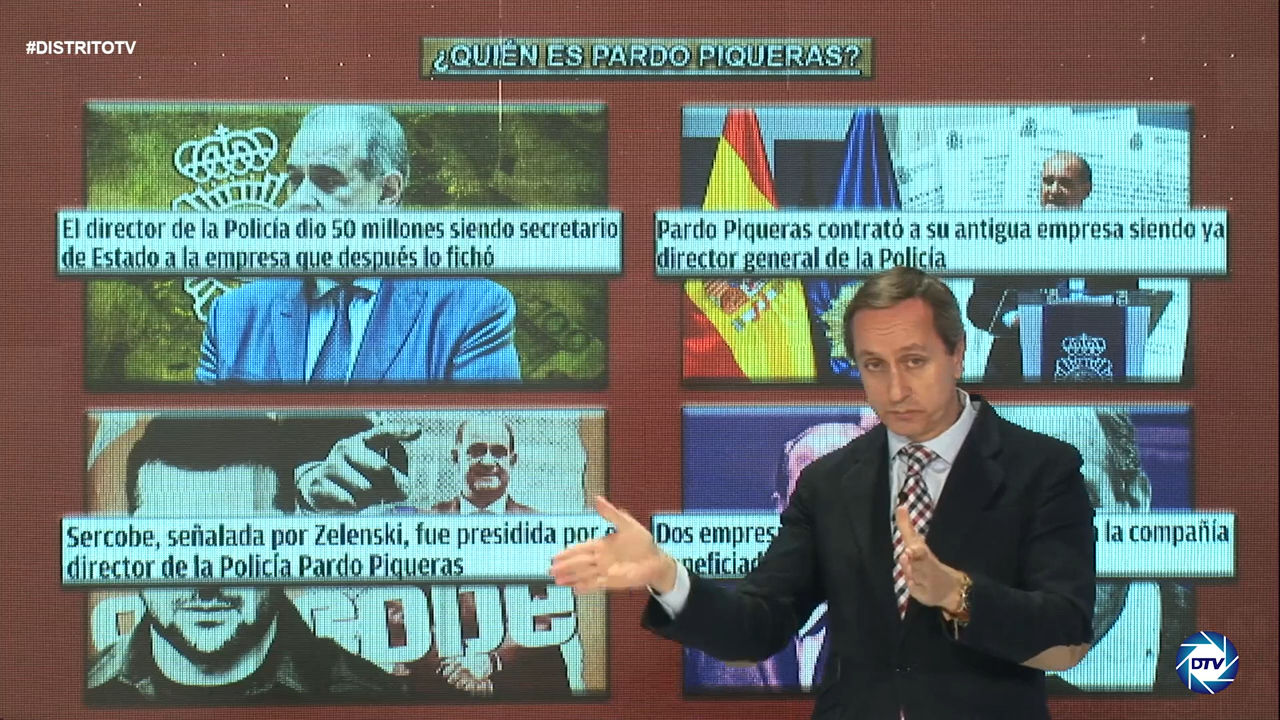 #DISTRITOTV
¿QUIÉN ES PARDO PIQUERAS?
El director de la Policía dio 50 millones siendo secretario
de Estado a la empresa que después lo fichó
Pardo Piqueras contrató a su antigua empresa siendo ya
director general de la Policía
Sercobe, señalada por Zelenski, fue presidida por
director de la Policía Pardo Piqueras
Dos empres
la compañía
neficiad
DTV